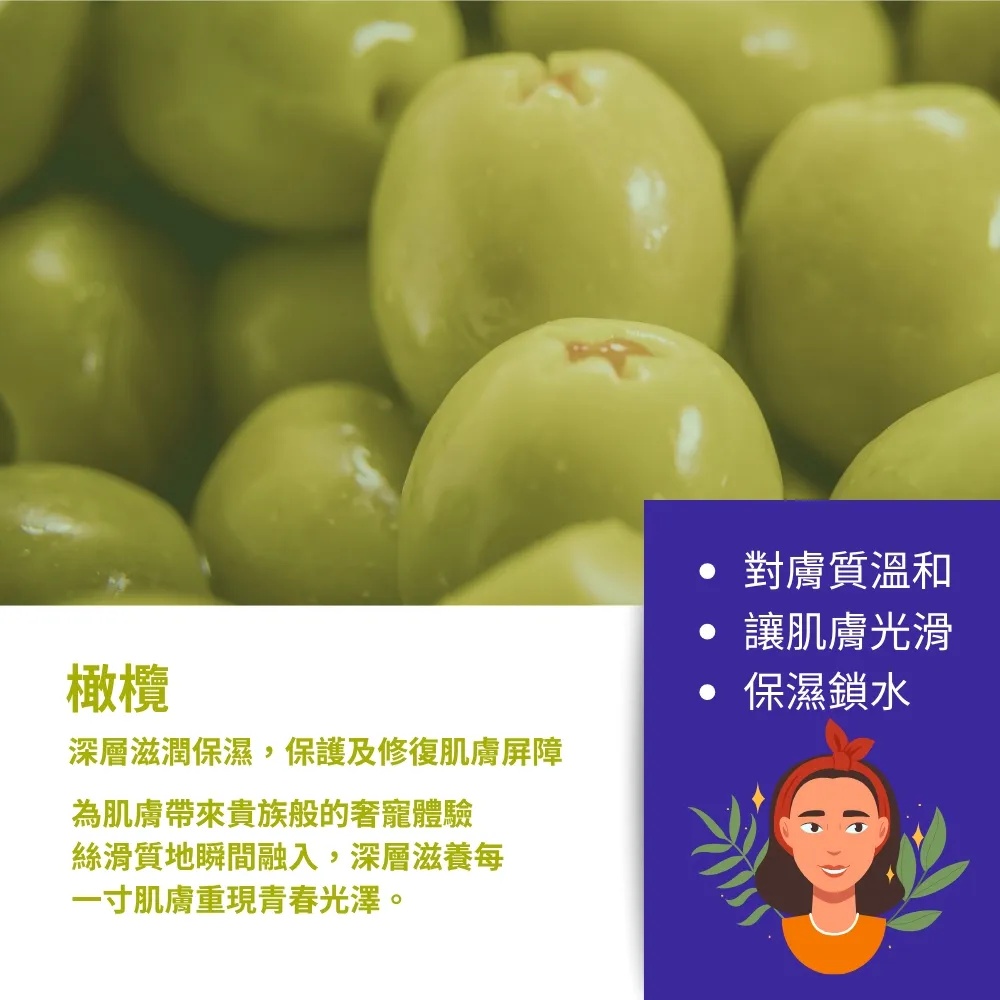 橄欖
深層滋潤保濕，保護及修復肌膚屏障
為肌膚帶來貴族般的奢寵體驗
絲滑質地瞬間融入，深層滋養每
一寸肌膚重現青春光澤。
• 對膚質溫和
• 讓肌膚光滑
• 保濕鎖水